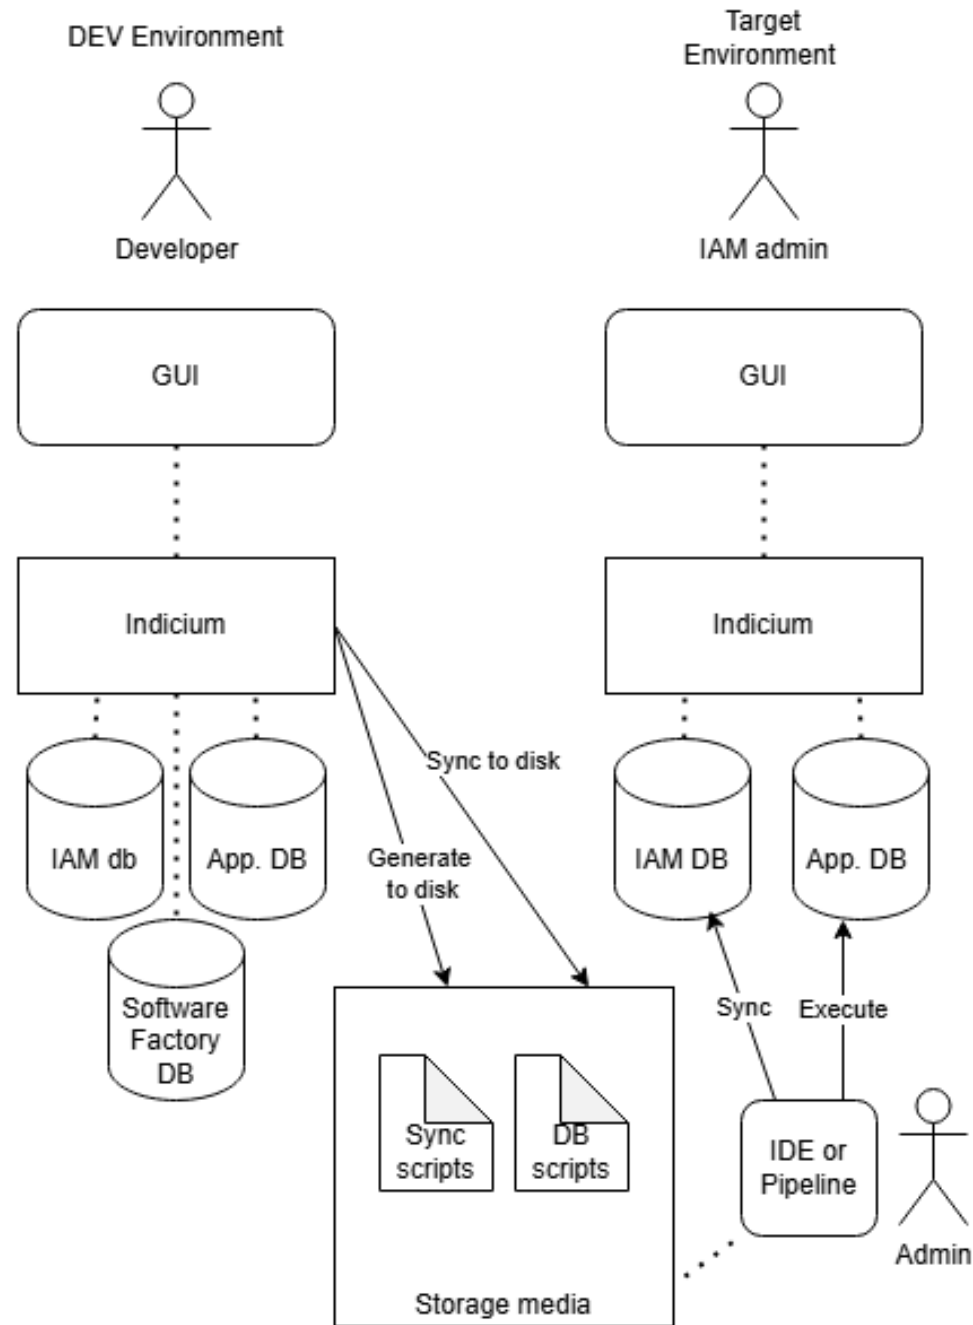 DEV Environment
Target
Environment
Developer
IAM admin
GUI
GUI
Indicium
Indicium
Sync to disk
IAM db
App. DB
Generate
to disk
IAM DB
App. DB
Software
Factory
DB
Sync
Execute
Sync
scripts
DB
scripts
IDE or
Pipeline
Admin
Storage media